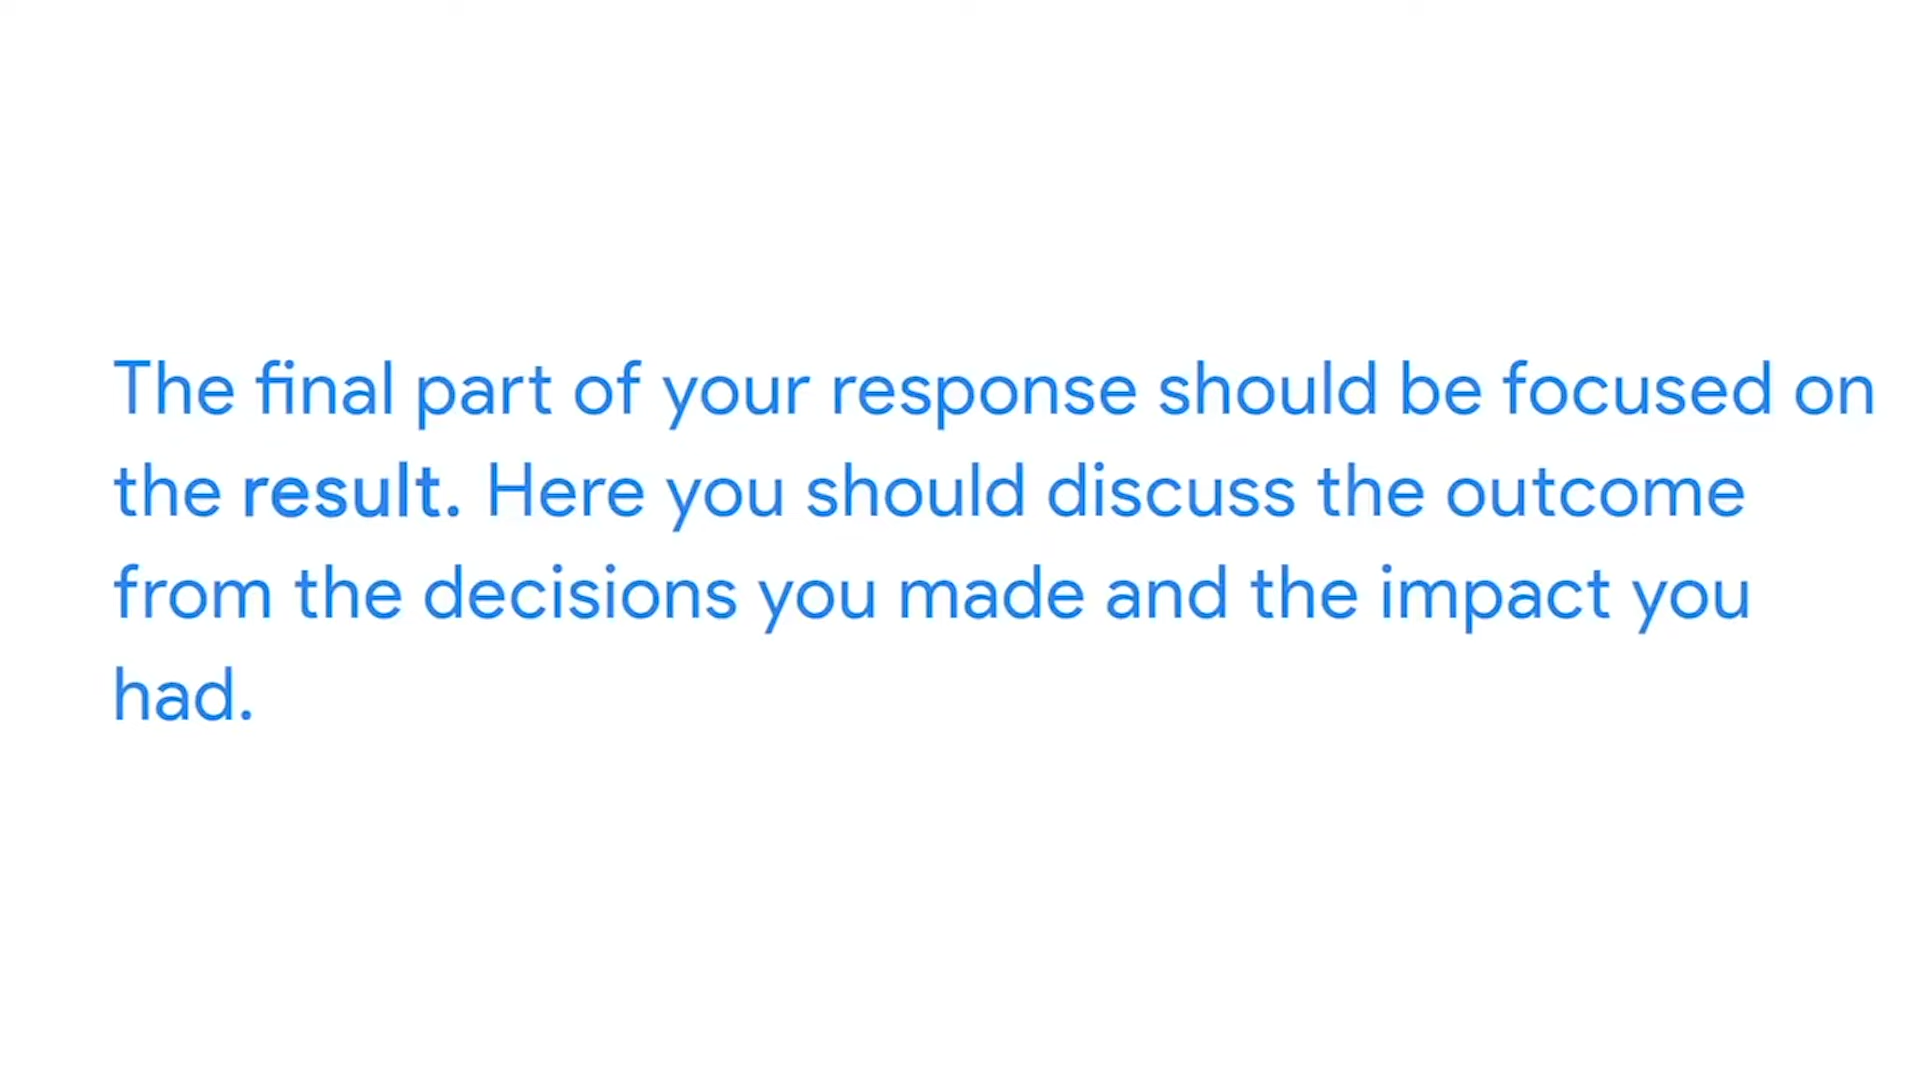 The final part of your response should be focused on
the result. Here you should discuss the outcome
from the decisions you made and the impact you
had.